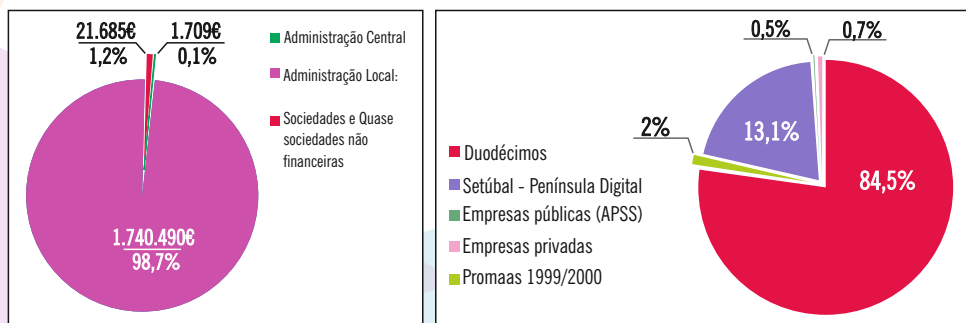 21.685€
1,2%
1.709€
0,1%
Administração Central
Administração Local:
Sociedades e Quase
sociedades não
financeiras
1.740.490€
98,7%
0,5%
0,7%
2%
13,1%
84,5%
Duodécimos
Setúbal - Península Digital
Empresas públicas (APSS)
Empresas privadas
Promaas 1999/2000